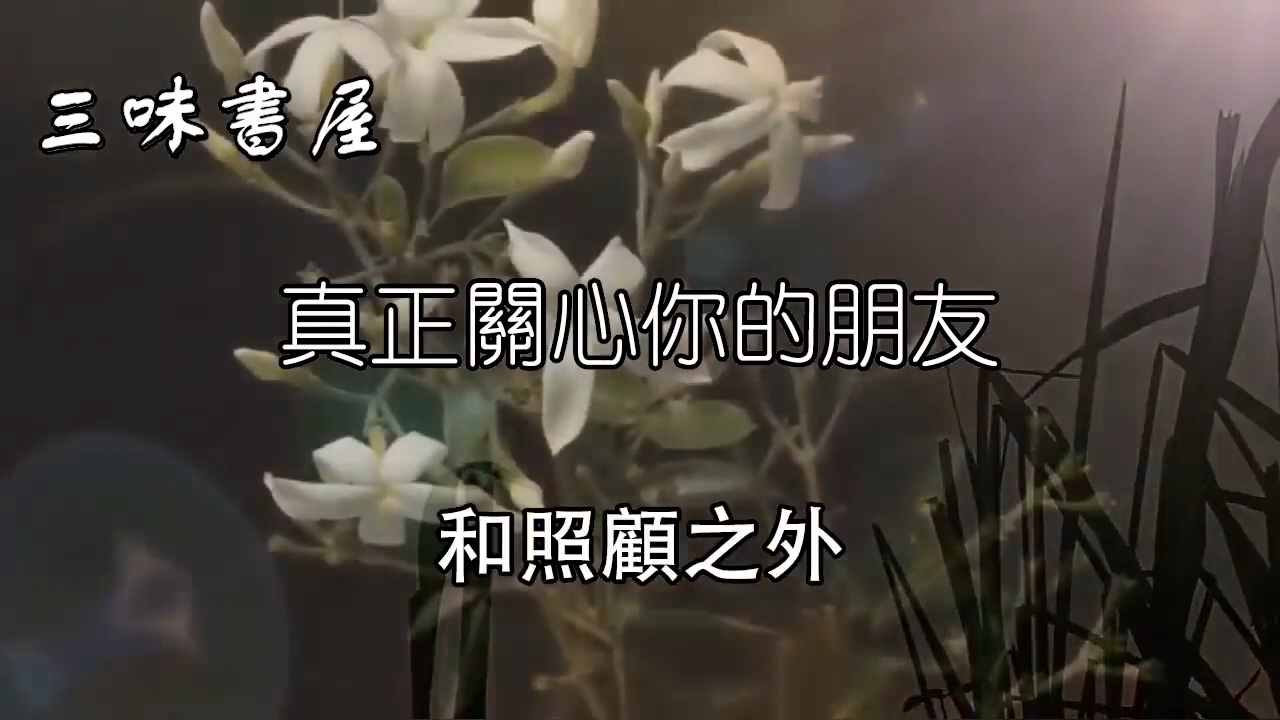 三味書屋
真正關心你的朋友
和照顧之外